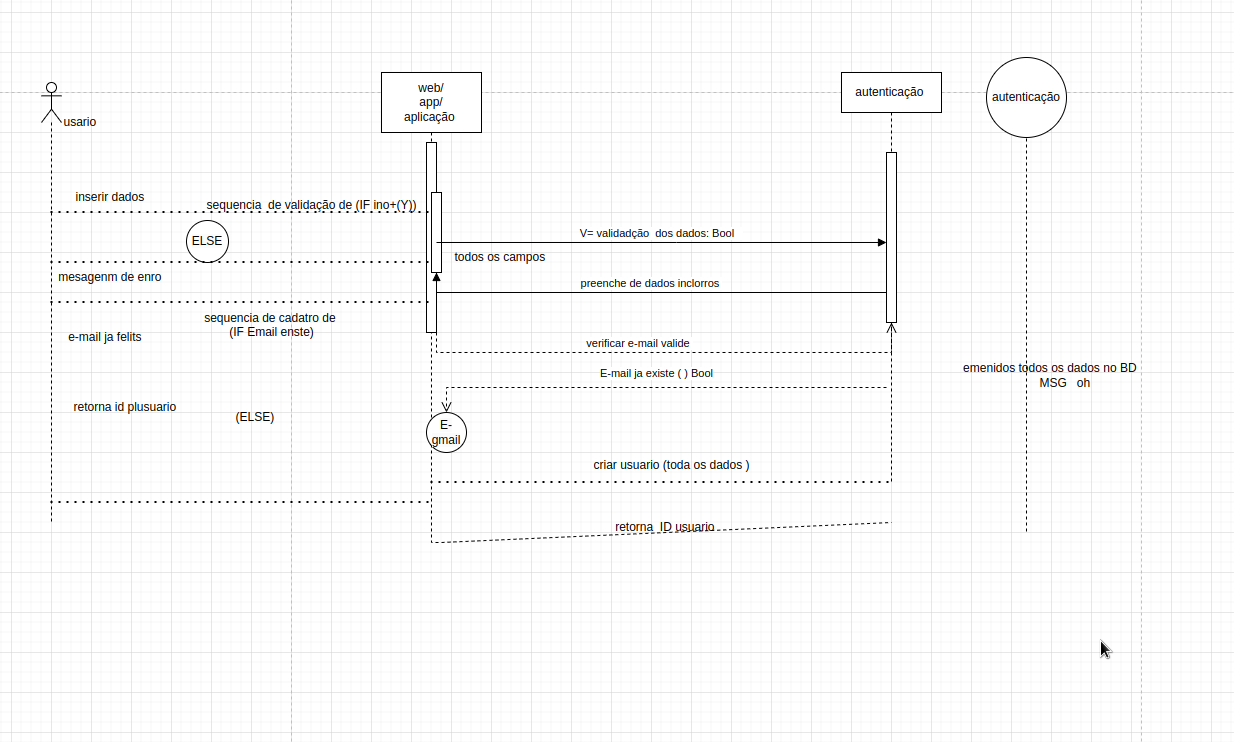 web/
app/
aplicação
autenticação
autenticação
usario
inserir dados
sequencia de validação de (IF ino+(Y))
ELSE
V= validadção dos dados: Bool
todos os campos
mesagenm de enro
preenche de dados inclorros
sequencia de cadatro de
(IF Email enste)
e-mail ja felits
verificar e-mail valide
E-mail ja existe ( ) Bool
emenidos todos os dados no BD
MSG oh
retorna id plusuario
(ELSE)
E-
gmail
criar usuario (toda os dados )
retorna ID usuario